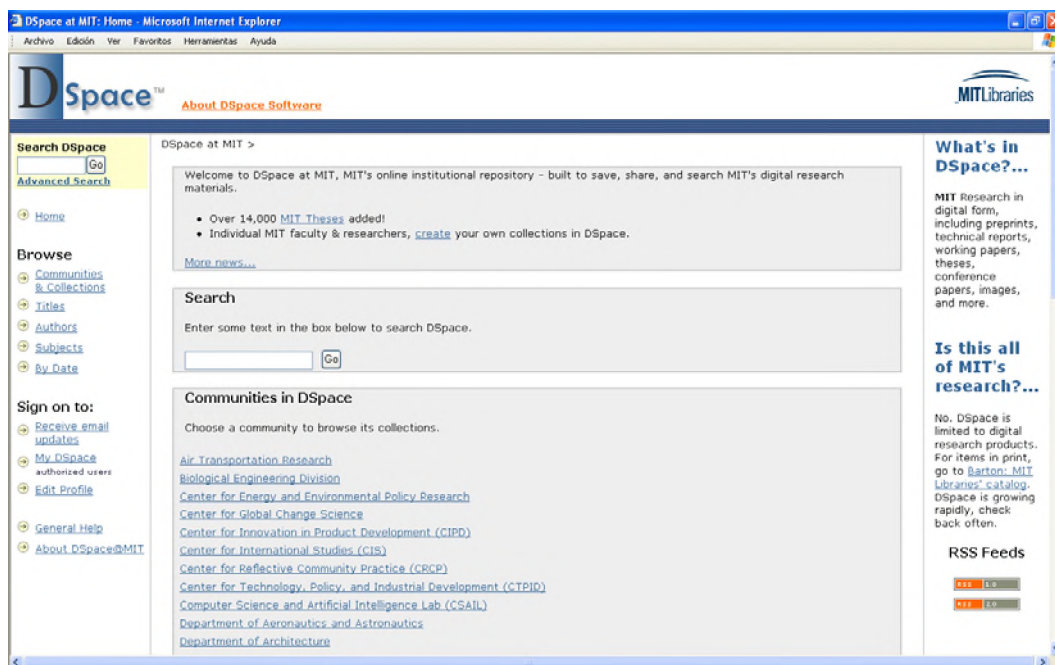 DSpace at MIT: Home - Microsoft Internet Explorer
Archivo Edición Ver Favoritos Herramientas Ayuda
DSpace™
About DSpace Software
MITLibraries
Search DSpace
Go
Advanced Search
Home
Browse
Communities
& Collections
Titles
Authors
Subjects
By Date
Sign on to:
Receive email
updates
My DSpace
authorized users
Edit Profile
General Help
About DSpace@MIT
DSpace at MIT >
Welcome to DSpace at MIT, MIT's online institutional repository - built to save, share, and search MIT's digital research
materials.
• Over 14,000 MIT Theses added!
• Individual MIT faculty & researchers, create your own collections in DSpace.
More news...
Search
Enter some text in the box below to search DSpace.
Go
Communities in DSpace
Choose a community to browse its collections.
Air Transportation Research
Biological Engineering Division
Center for Energy and Environmental Policy Research
Center for Global Change Science
Center for Innovation in Product Development (CIPD)
Center for International Studies (CIS)
Center for Reflective Community Practice (CRCP)
Center for Technology, Policy, and Industrial Development (CTPID)
Computer Science and Artificial Intelligence Lab (CSAIL)
Department of Aeronautics and Astronautics
Department of Architecture
What's in
DSpace?...
MIT Research in
digital form,
including preprints,
technical reports,
working papers,
theses,
conference
papers, images,
and more.
Is this all
of MIT's
research?...
No. DSpace is
limited to digital
research products.
For items in print,
go to Barton: MIT
Libraries' catalog.
DSpace is growing
rapidly, check
back often.
RSS Feeds
RSS 1.0
RSS 2.0